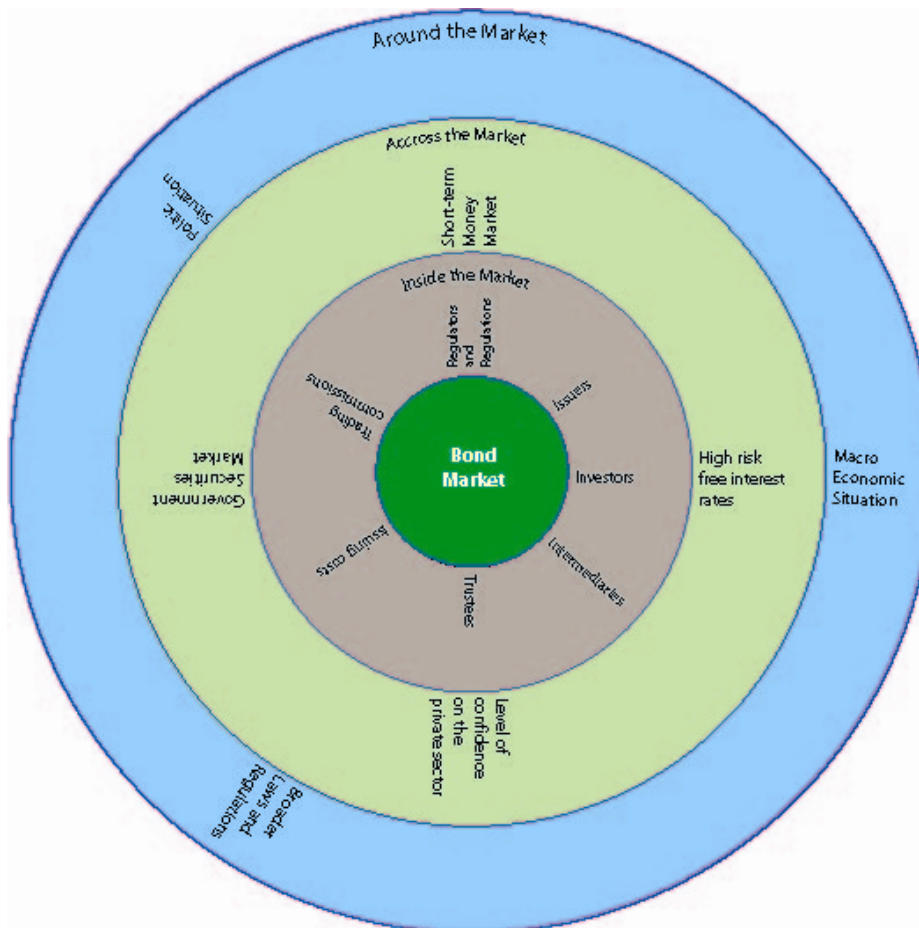 Around the Market
Politic
Situation
Accross the Market
Short-term
Money
Market
Inside the Market
Regulators
and
Regulations
Trading
commissions
Issuers
Bond
Market
Investors
High risk
free interest
rates
Macro
Economic
Situation
Government
Securities
Market
Issuing costs
Trustees
Intermediaries
Level of
confidence
on the
private sector
Broader
Laws and
Regulations